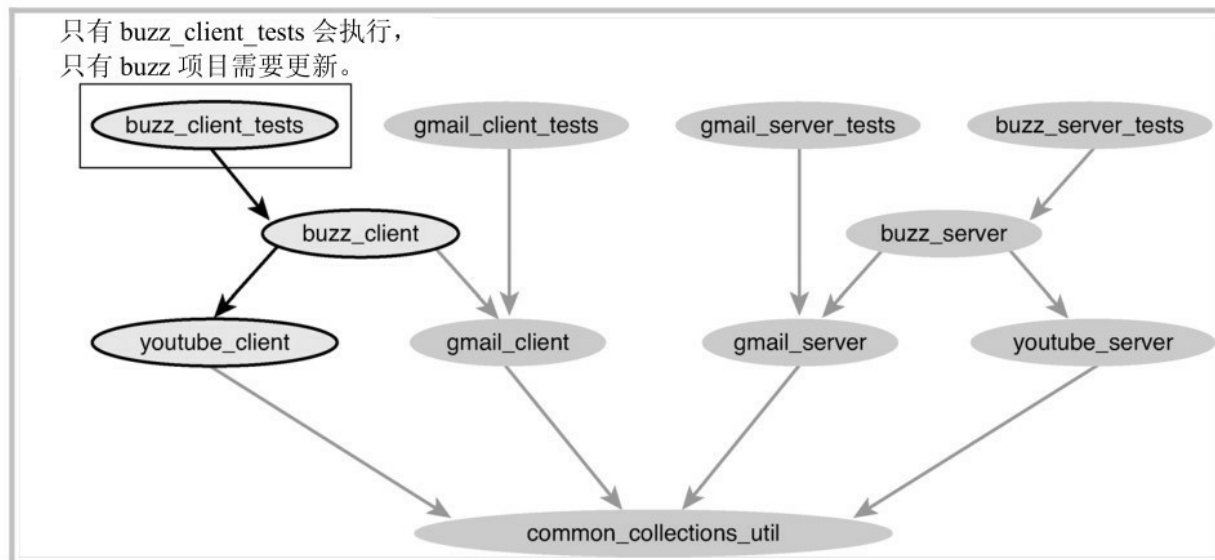 只有 buzz_client_tests 会执行，
只有 buzz 项目需要更新。
buzz_client_tests
gmail_client_tests
gmail_server_tests
buzz_server_tests
buzz_client
buzz_server
youtube_client
gmail_client
gmail_server
youtube_server
common_collections_util